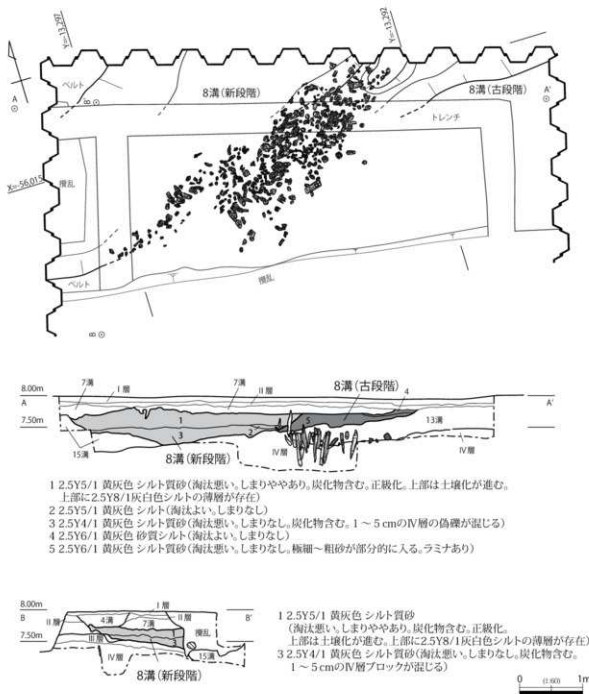 Y=-13,297
Y=-13,292
ベルト
8溝(新段階)
8溝(古段階)
A
A'
B
トレンチ
X=-56,015
攪乱
ベルト
攪乱
B
8溝(古段階)
8.00m
A
7溝
I層
7溝
II層
4
A'
7.50m
1
2
3
5
13溝
15溝
8溝(新段階)
IV層
IV層
1 2.5Y5/1 黄灰色 シルト質砂(淘汰悪い。しまりややあり。炭化物含む。正級化。上部は土壌化が進む。
上部に2.5Y8/1灰白色シルトの薄層が存在)
2 2.5Y5/1 黄灰色 シルト(淘汰よい。しまりなし)
3 2.5Y4/1 黄灰色 シルト質砂(淘汰悪い。しまりなし。炭化物含む。1～5cmのIV層の偽礫が混じる)
4 2.5Y6/1 黄灰色 砂質シルト(淘汰よい。しまりなし)
5 2.5Y6/1 黄灰色 シルト質砂(淘汰悪い。しまりなし。極細～粗砂が部分的に入る。ラミナあり)
8.00m
B
II層
4溝
7溝
I層
II層
B'
7.50m
III層
1
3
攪乱
IV層
15溝
8溝(新段階)
1 2.5Y5/1 黄灰色 シルト質砂
(淘汰悪い。しまりややあり。炭化物含む。正級化。
上部は土壌化が進む。上部に2.5Y8/1灰白色シルトの薄層が存在)
3 2.5Y4/1 黄灰色 シルト質砂(淘汰悪い。しまりなし。炭化物含む。
1～5cmのIV層ブロックが混じる)
0 (1:60) 1m